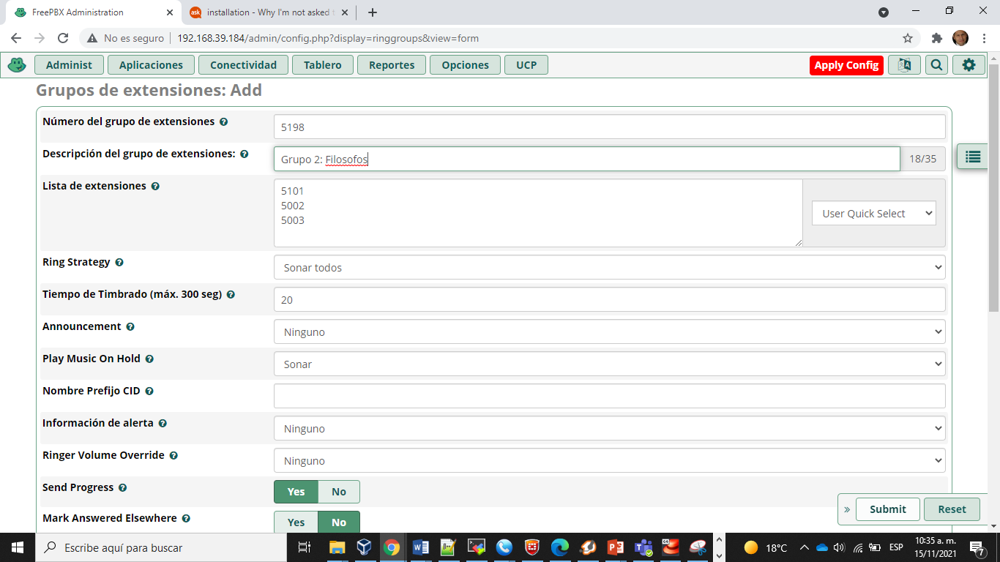 FreePBX Administration
installation - Why I'm not asked t
No es seguro
192.168.39.184/admin/config.php?display=ringgroups&view=form
Administ
Aplicaciones
Conectividad
Tablero
Reportes
Opciones
UCP
Apply Config
Grupos de extensiones: Add
Número del grupo de extensiones
5198
Descripción del grupo de extensiones:
Grupo 2: Filosofos
18/35
Lista de extensiones
5101
5002
5003
User Quick Select
Ring Strategy
Sonar todos
Tiempo de Timbrado (máx. 300 seg)
20
Announcement
Ninguno
Play Music On Hold
Sonar
Nombre Prefijo CID
Información de alerta
Ninguno
Ringer Volume Override
Ninguno
Send Progress
Yes
No
» Submit
Reset
Mark Answered Elsewhere
Yes
No
Escribe aquí para buscar
18°C
ESP
10:35 a. m.
15/11/2021
7